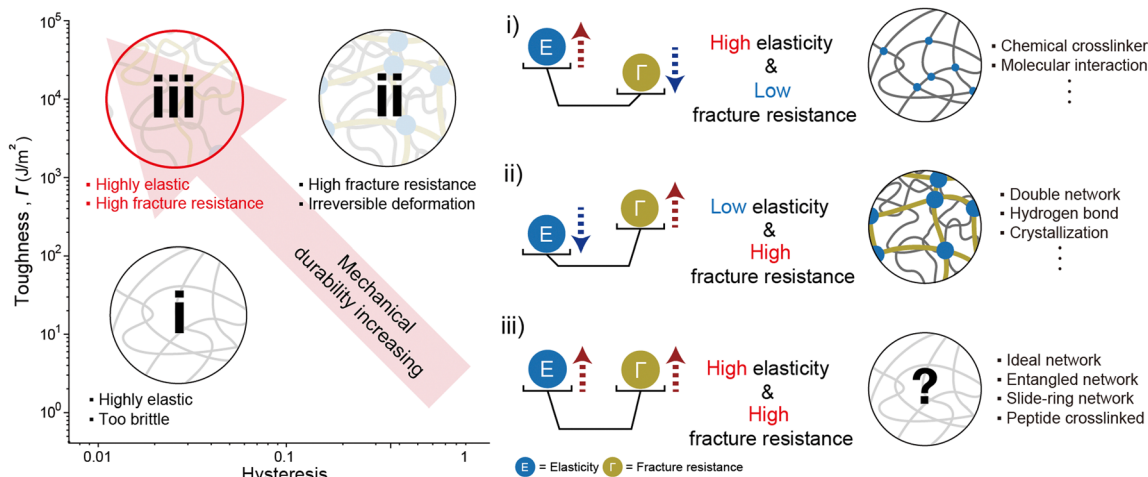 Toughness , Γ (J/m²)
10⁵
10⁴
10³
10²
10¹
10⁰
0.01
0.1
1
Hysteresis
iii
▪ Highly elastic
▪ High fracture resistance
ii
▪ High fracture resistance
▪ Irreversible deformation
i
▪ Highly elastic
▪ Too brittle
Mechanical
durability increasing
i)
E
Γ
High elasticity
&
Low
fracture resistance
▪ Chemical crosslinker
▪ Molecular interaction
⋮
ii)
E
Γ
Low elasticity
&
High
fracture resistance
▪ Double network
▪ Hydrogen bond
▪ Crystallization
⋮
iii)
E
Γ
High elasticity
&
High
fracture resistance
?
▪ Ideal network
▪ Entangled network
▪ Slide-ring network
▪ Peptide crosslinked
E = Elasticity Γ = Fracture resistance